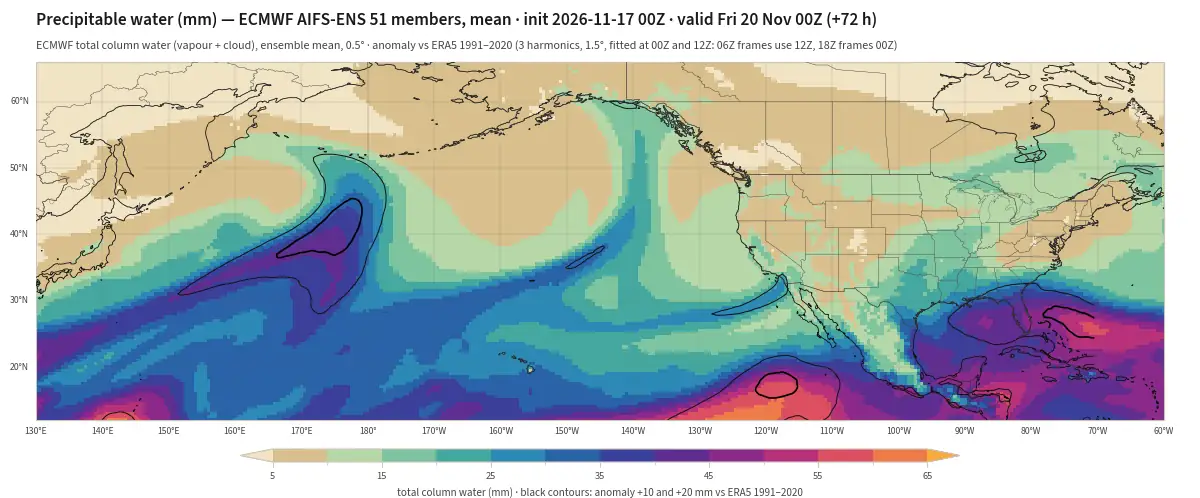 Precipitable water (mm) — ECMWF AIFS-ENS 51 members, mean · init 2026-11-17 00Z · valid Fri 20 Nov 00Z (+72 h)
ECMWF total column water (vapour + cloud), ensemble mean, 0.5° · anomaly vs ERA5 1991–2020 (3 harmonics, 1.5°, fitted at 00Z and 12Z: 06Z frames use 12Z, 18Z frames 00Z)
60°N
50°N
40°N
30°N
20°N
130°E 140°E 150°E 160°E 170°E 180° 170°W 160°W 150°W 140°W 130°W 120°W 110°W 100°W 90°W 80°W 70°W 60°W
5 15 25 35 45 55 65
total column water (mm) · black contours: anomaly +10 and +20 mm vs ERA5 1991–2020